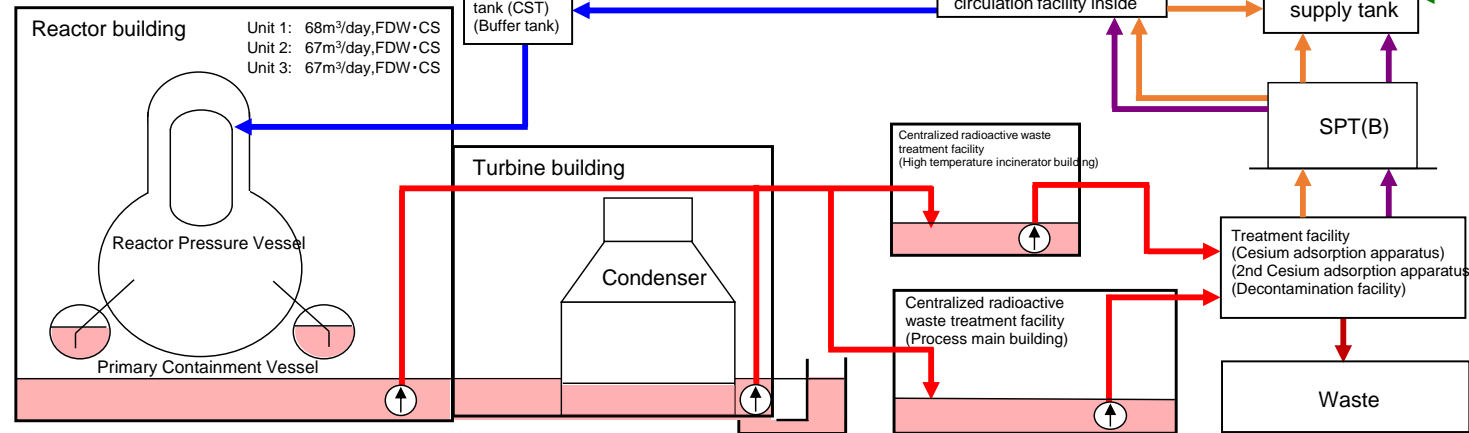 tank (CST)
(Buffer tank)
circulation facility inside
supply tank
Reactor building
Unit 1: 68m³/day,FDW・CS
Unit 2: 67m³/day,FDW・CS
Unit 3: 67m³/day,FDW・CS
SPT(B)
Centralized radioactive waste
treatment facility
(High temperature incinerator building)
Turbine building
Reactor Pressure Vessel
Condenser
Treatment facility
(Cesium adsorption apparatus)
(2nd Cesium adsorption apparatus
(Decontamination facility)
Centralized radioactive
waste treatment facility
(Process main building)
Primary Containment Vessel
Waste